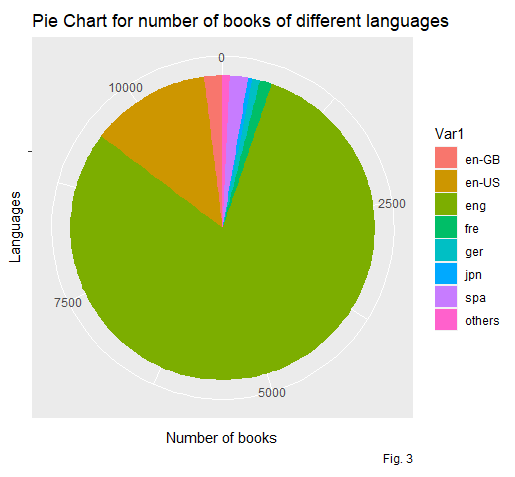 Pie Chart for number of books of different languages
0
10000
2500
7500
5000
Languages
Number of books
Var1
en-GB
en-US
eng
fre
ger
jpn
spa
others
Fig. 3